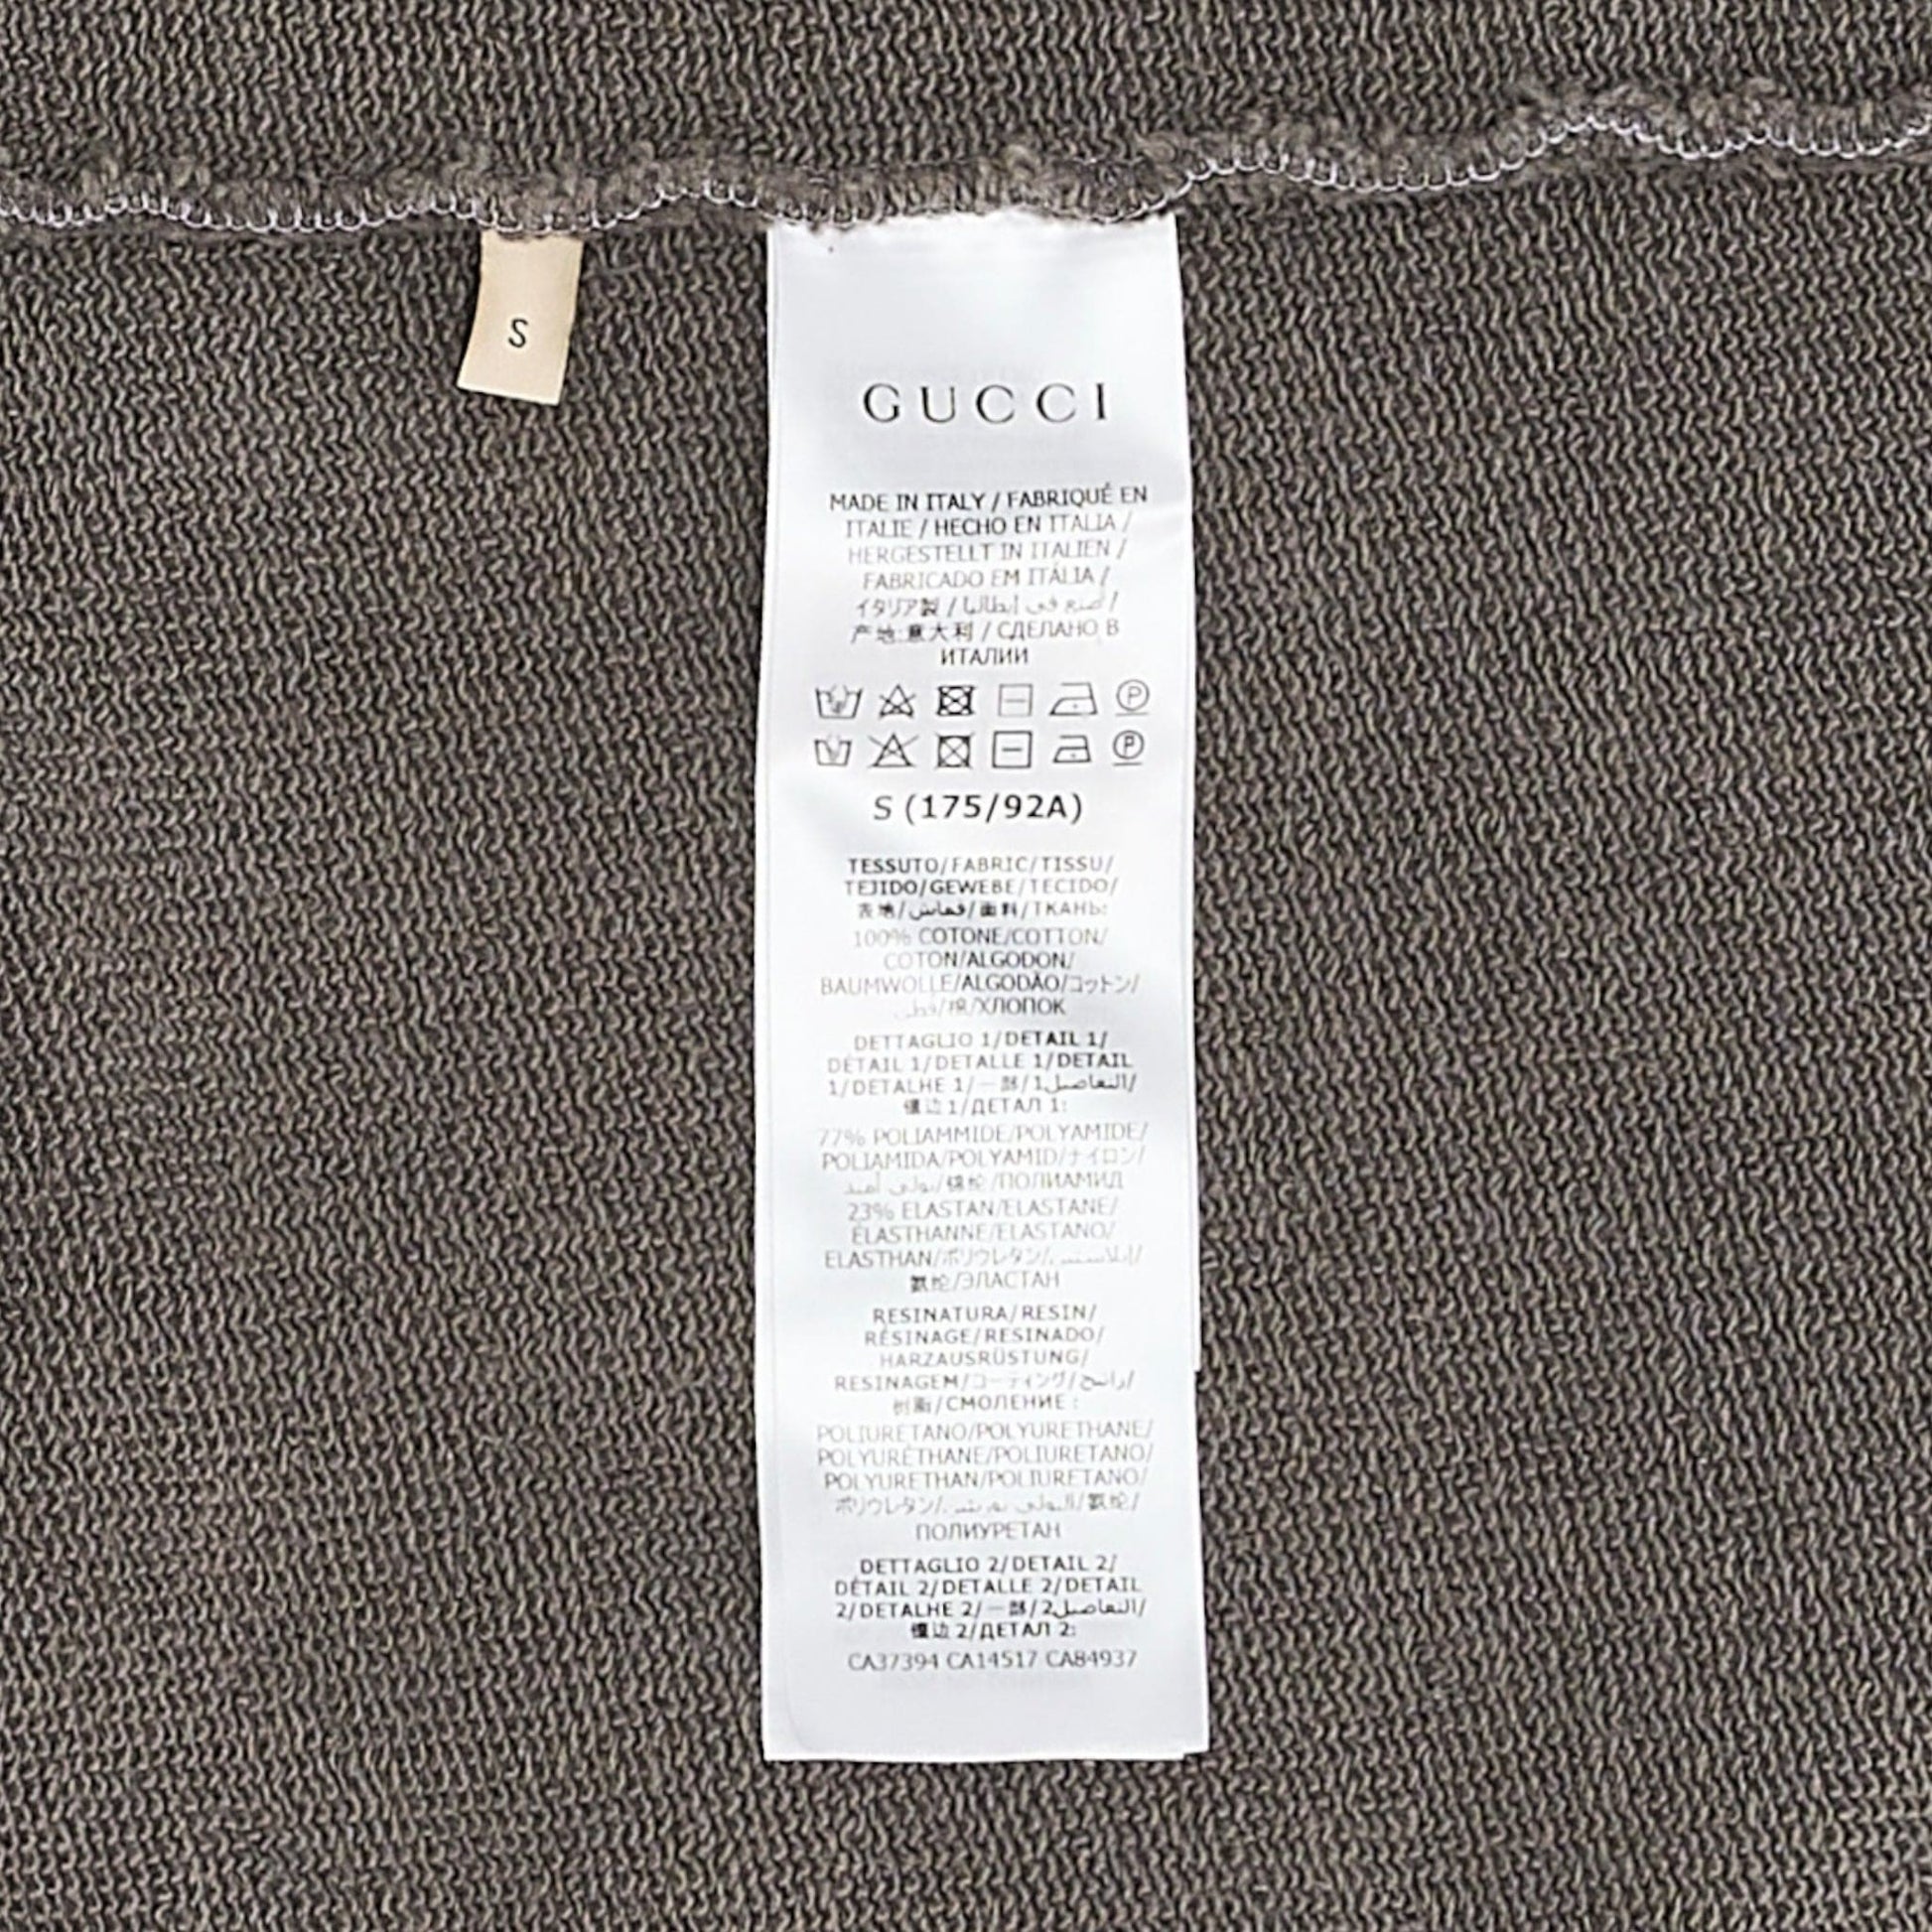 S
GUCCI
MADE IN ITALY / FABRIQUÉ EN
ITALIE / HECHO EN ITALIA /
HERGESTELLT IN ITALIEN /
FABRICADO EM ITÁLIA /
イタリア製 / أصنع في إيطاليا /
产地:意大利 / СДЕЛАНО В
ИТАЛИИ
P
P
S (175/92A)
TESSUTO/FABRIC/TISSU/
TEJIDO/GEWEBE/TECIDO/
表地/قماش/面料/ТКАНЬ:
100% COTONE/COTTON/
COTON/ALGODON/
BAUMWOLLE/ALGODÃO/コットン/
/棉/ХЛОПОК
DETTAGLIO 1/DETAIL 1/
DÉTAIL 1/DETALLE 1/DETAIL
1/DETALHE 1/一部/1التفاصيل/
镶边 1/ДЕТАЛ 1:
77% POLIAMMIDE/POLYAMIDE/
POLIAMIDA/POLYAMID/ナイロン/
/锦纶/ПОЛИАМИД
23% ELASTAN/ELASTANE/
ÉLASTHANNE/ELASTANO/
ELASTHAN/ポリウレタン/
氨纶/ЭЛАСТАН
RESINATURA/RESIN/
RÉSINAGE/RESINADO/
HARZAUSRÜSTUNG/
RESINAGEM/コーティング/راتينج/
树脂/СМОЛЕНИЕ :
POLIURETANO/POLYURETHANE/
POLYURÉTHANE/POLIURETANO/
POLYURETHAN/POLIURETANO/
ポリウレタン/ /氨纶/
ПОЛИУРЕТАН
DETTAGLIO 2/DETAIL 2/
DÉTAIL 2/DETALLE 2/DETAIL
2/DETALHE 2/一部/2التفاصيل/
镶边 2/ДЕТАЛ 2:
CA37394 CA14517 CA84937